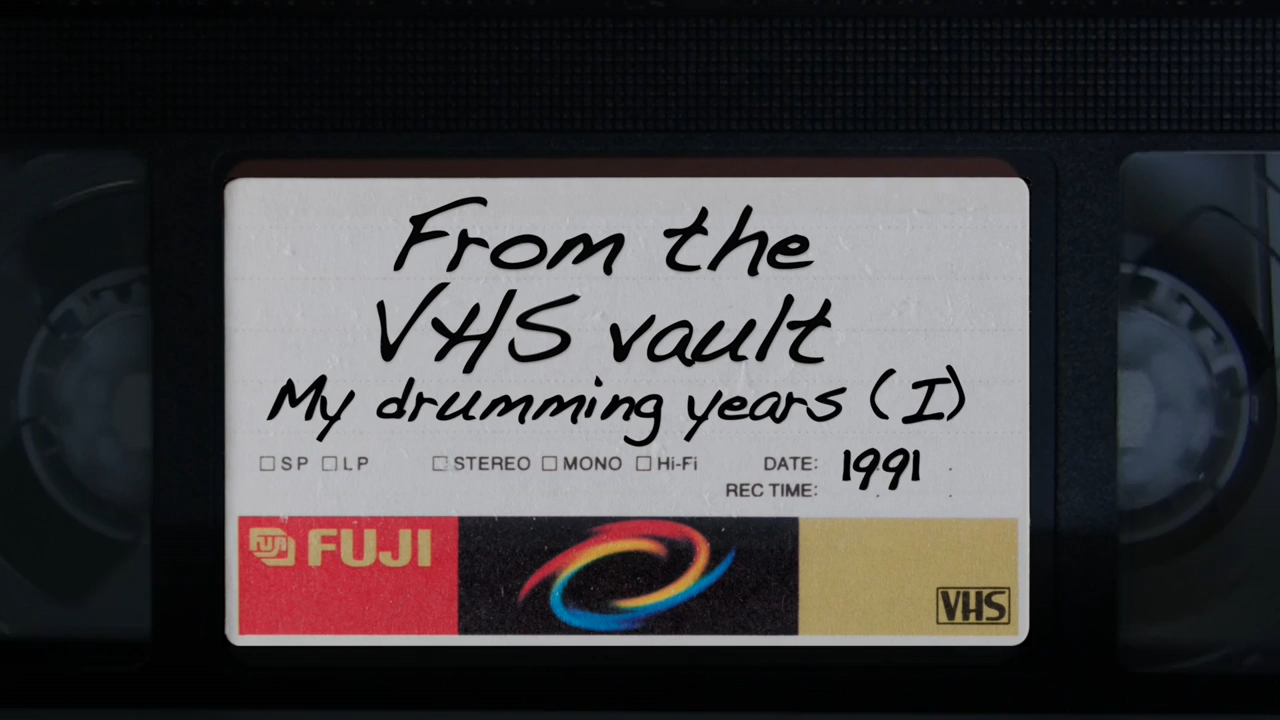 From the
VHS vault
My drumming years (I)
☐ SP ☐ LP ☐ STEREO ☐ MONO ☐ Hi-Fi DATE: 1991
REC TIME:
FUJI FUJI
VHS